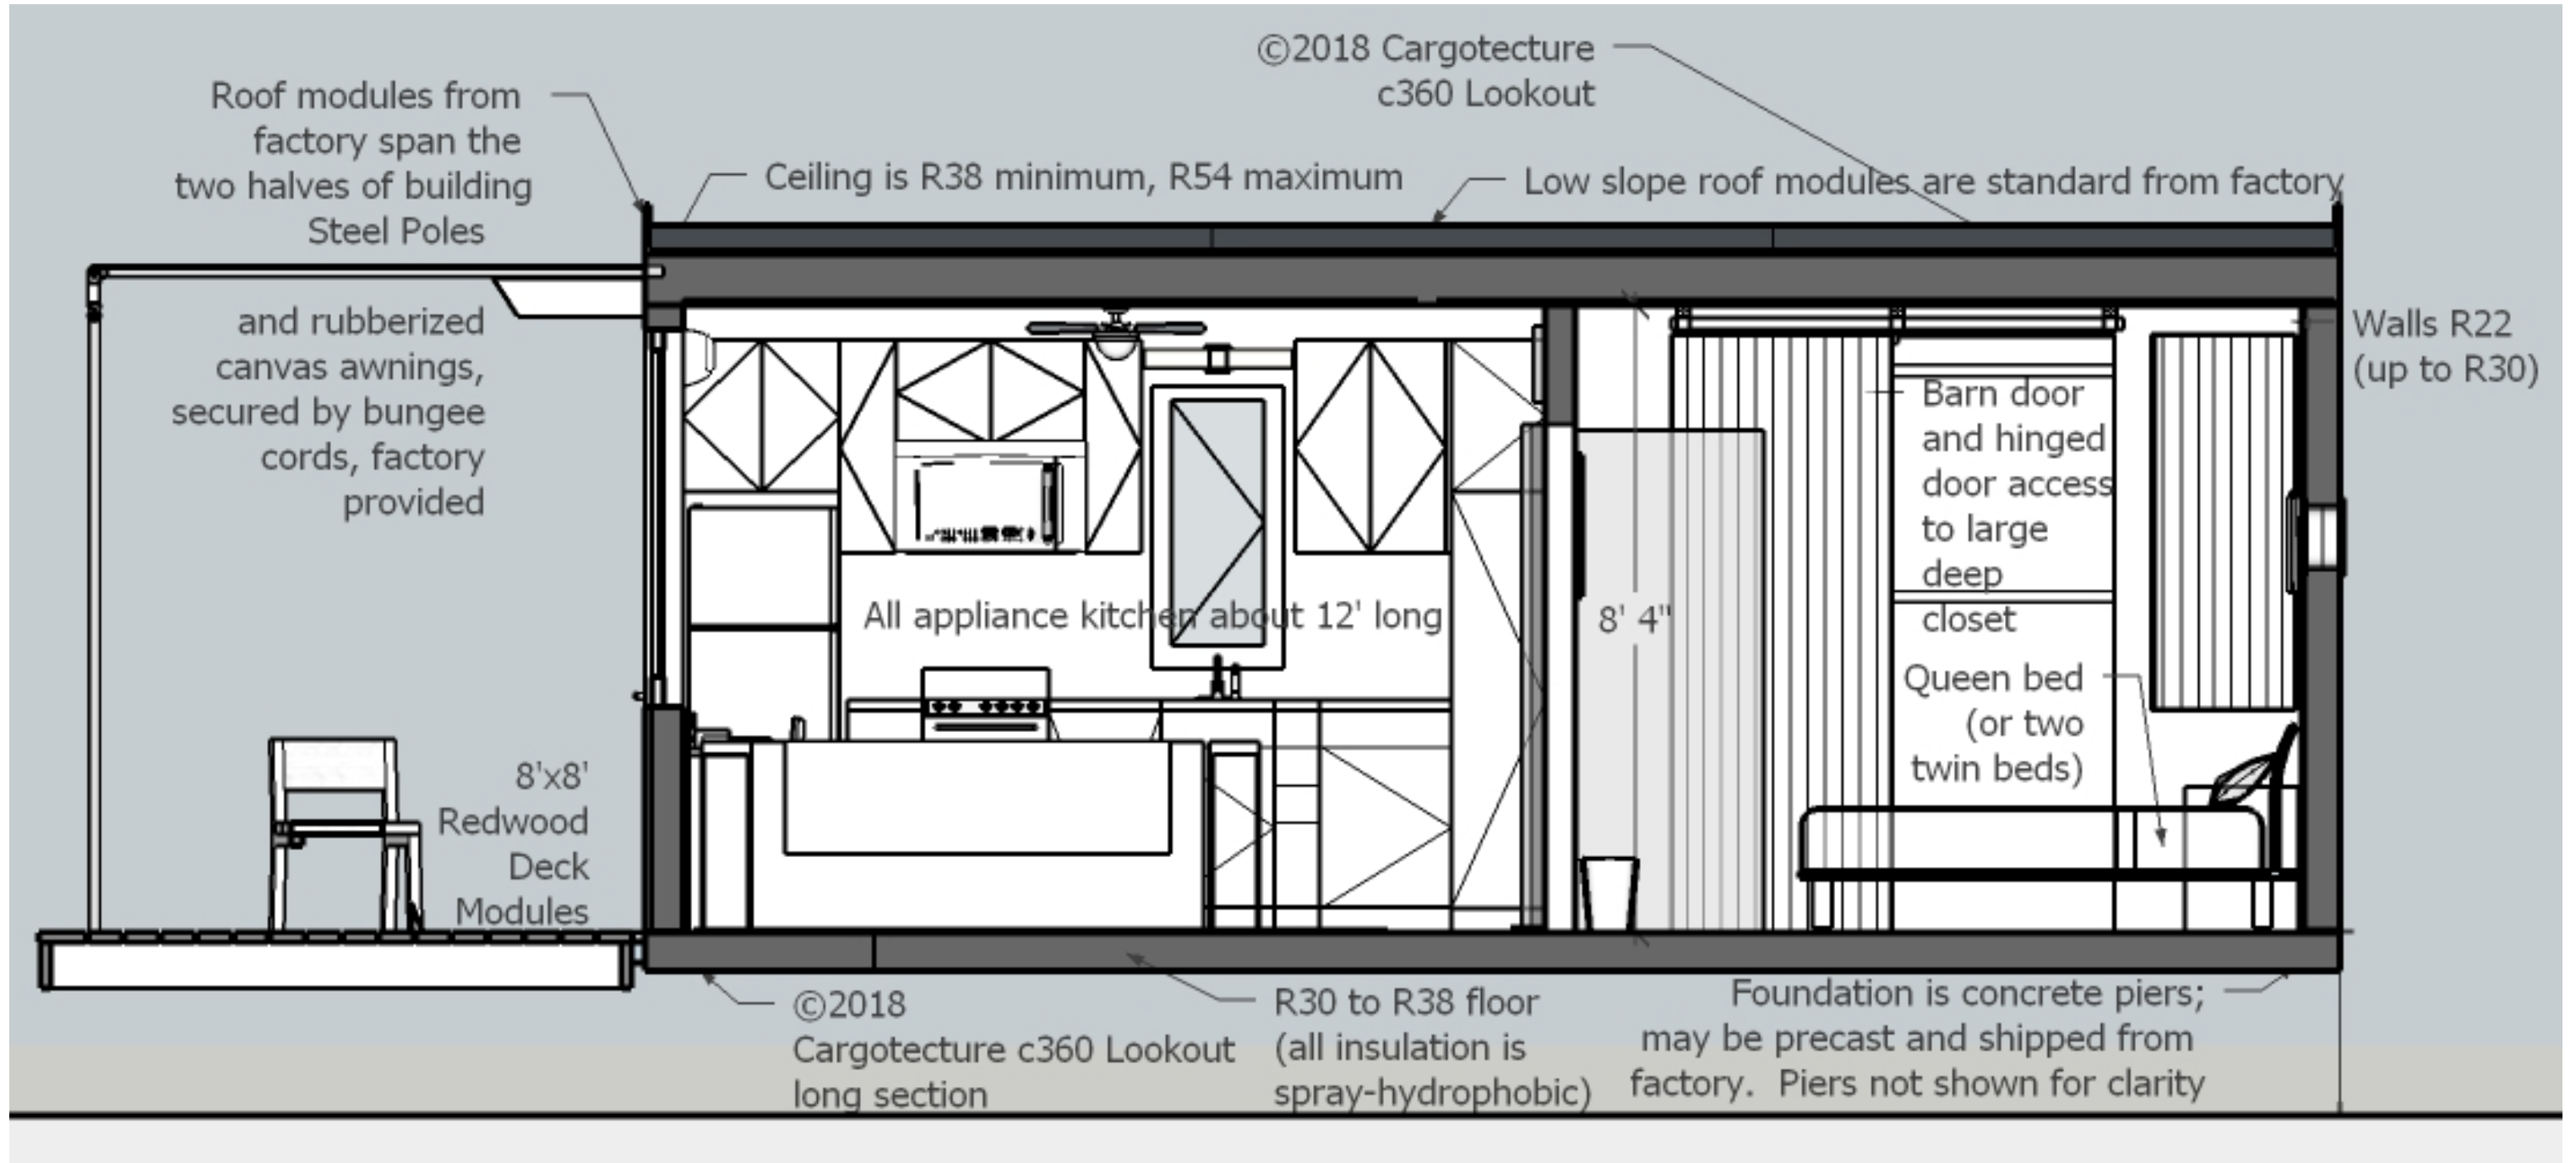 ©2018 Cargotecture
c360 Lookout
Roof modules from
factory span the
two halves of building
Steel Poles
and rubberized
canvas awnings,
secured by bungee
cords, factory
provided
Ceiling is R38 minimum, R54 maximum
Low slope roof modules are standard from factory
Walls R22
(up to R30)
Barn door
and hinged
door access
to large
deep
closet
All appliance kitchen about 12' long
8' 4"
Queen bed
(or two
twin beds)
8'x8'
Redwood
Deck
Modules
©2018
Cargotecture c360 Lookout
long section
R30 to R38 floor
(all insulation is
spray-hydrophobic)
Foundation is concrete piers;
may be precast and shipped from
factory. Piers not shown for clarity